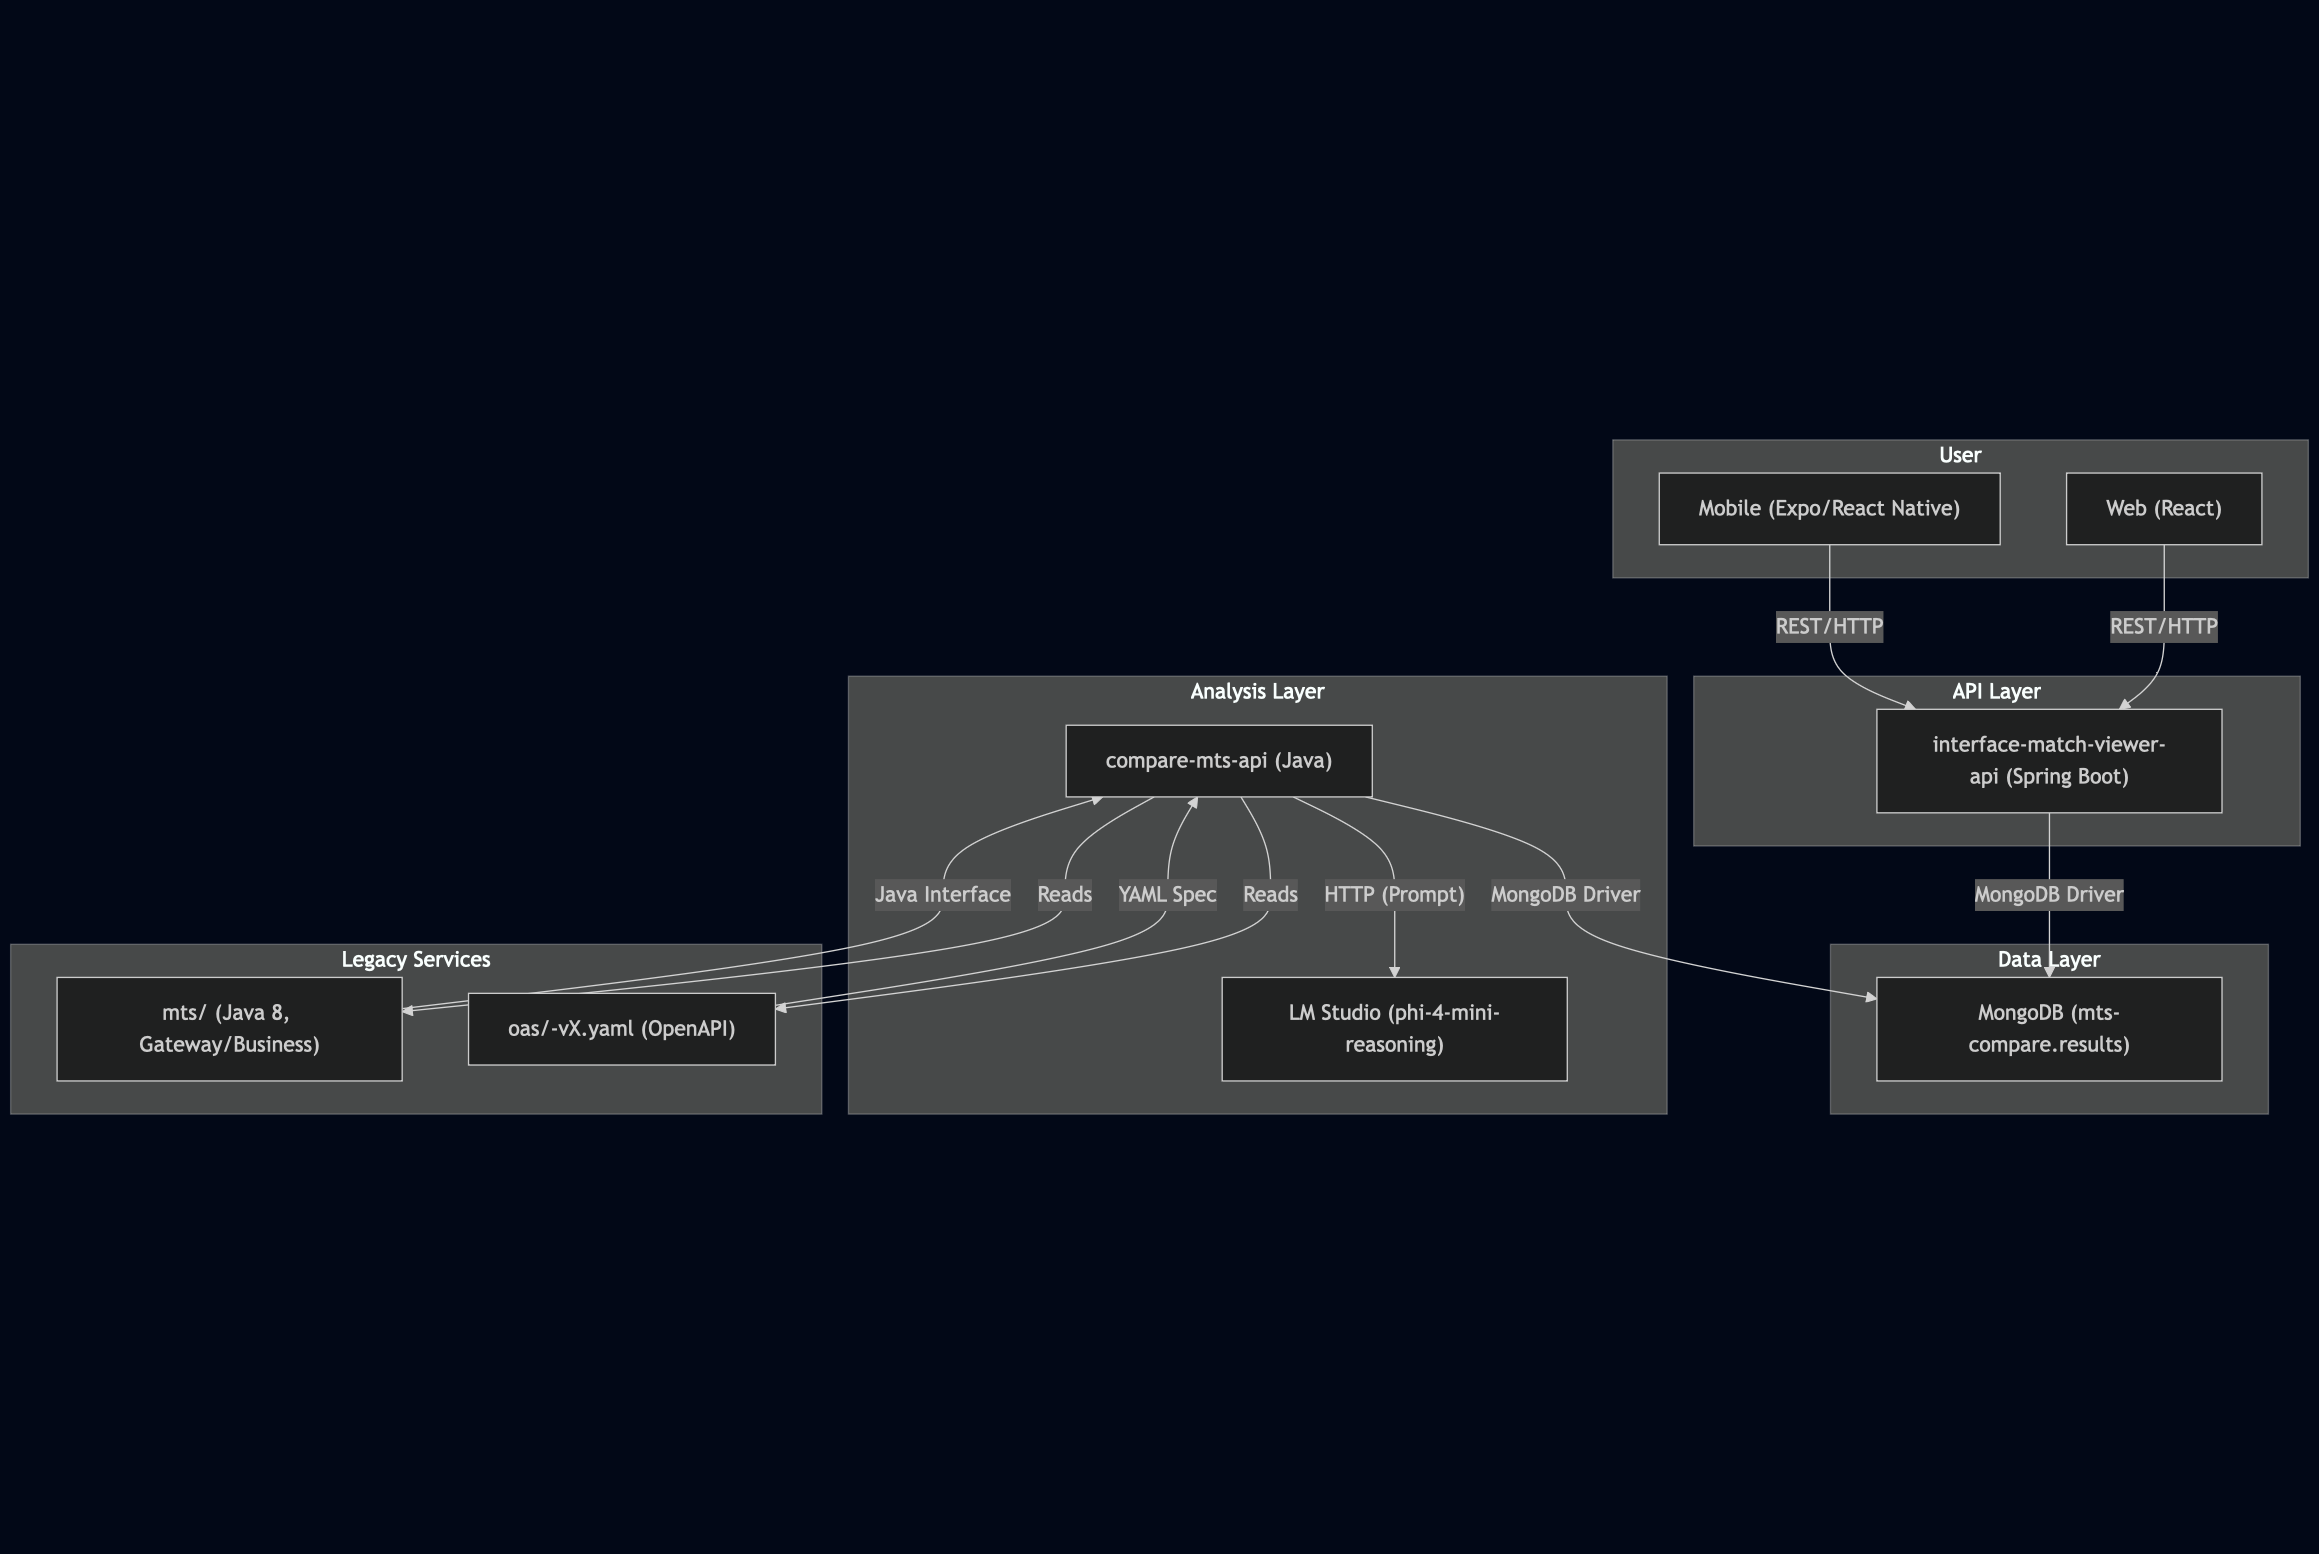 User
Mobile (Expo/React Native)
Web (React)
REST/HTTP
REST/HTTP
Analysis Layer
compare-mts-api (Java)
API Layer
interface-match-viewer-
api (Spring Boot)
Java Interface
Reads
YAML Spec
Reads
HTTP (Prompt)
MongoDB Driver
MongoDB Driver
Legacy Services
mts/ (Java 8,
Gateway/Business)
oas/-vX.yaml (OpenAPI)
LM Studio (phi-4-mini-
reasoning)
Data Layer
MongoDB (mts-
compare.results)